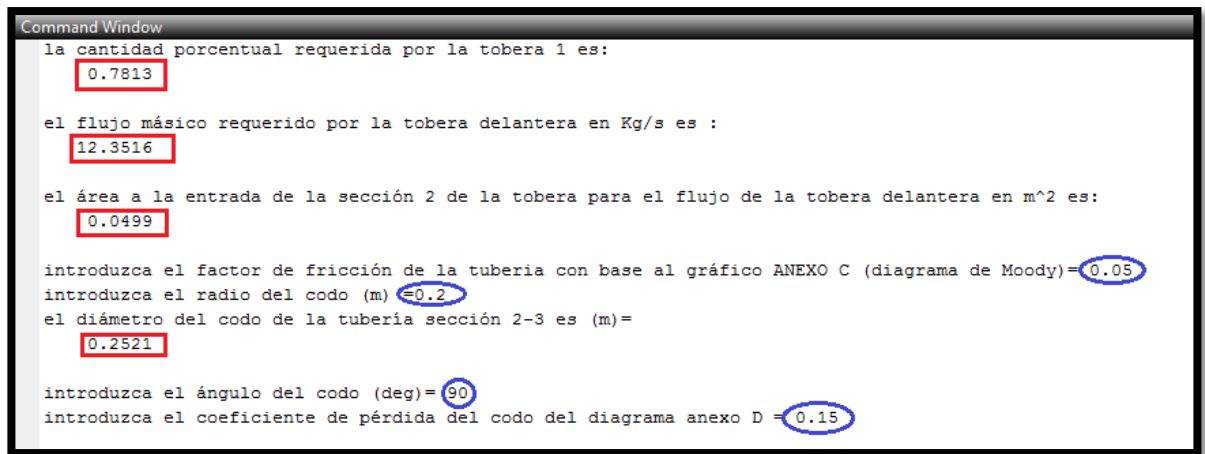 Command Window
la cantidad porcentual requerida por la tobera 1 es:
0.7813
el flujo másico requerido por la tobera delantera en Kg/s es :
12.3516
el área a la entrada de la sección 2 de la tobera para el flujo de la tobera delantera en m^2 es:
0.0499
introduzca el factor de fricción de la tuberia con base al gráfico ANEXO C (diagrama de Moody)=0.05
introduzca el radio del codo (m) =0.2
el diámetro del codo de la tubería sección 2-3 es (m)=
0.2521
introduzca el ángulo del codo (deg)=90
introduzca el coeficiente de pérdida del codo del diagrama anexo D =0.15